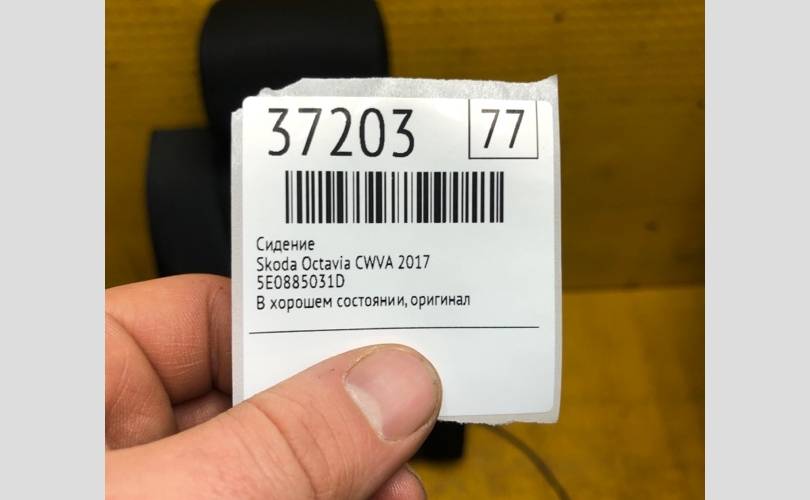 37203 77
Сидение
Skoda Octavia CWVA 2017
5E0885031D
В хорошем состоянии, оригинал